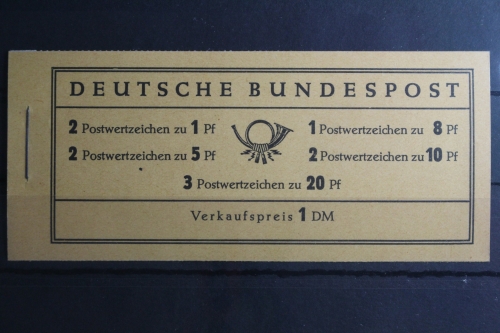 DEUTSCHE BUNDESPOST
2 Postwertzeichen zu 1 Pf 1 Postwertzeichen zu 8 Pf
2 Postwertzeichen zu 5 Pf 2 Postwertzeichen zu 10 Pf
3 Postwertzeichen zu 20 Pf
Verkaufspreis 1 DM